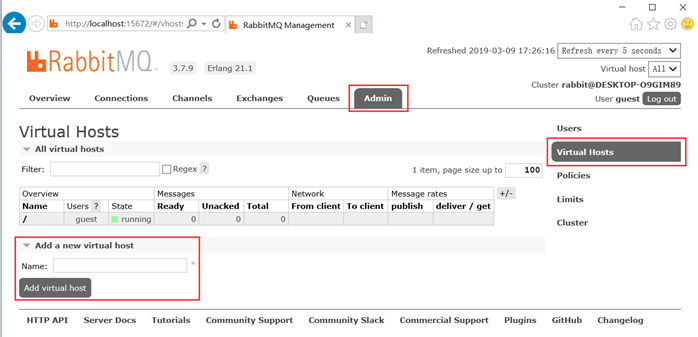 http://localhost:15672/#/vhosts
RabbitMQ Management
Refreshed 2019-03-09 17:26:16 Refresh every 5 seconds
RabbitMQ TM 3.7.9 Erlang 21.1
Virtual host All
Cluster rabbit@DESKTOP-O9GIM89
User guest Log out
Overview Connections Channels Exchanges Queues Admin
Virtual Hosts
All virtual hosts
Filter: Regex ? 1 item, page size up to 100
Overview Messages Network Message rates +/-
Name Users ? State Ready Unacked Total From client To client publish deliver / get
/ guest running 0 0 0
Add a new virtual host
Name: *
Add virtual host
Users
Virtual Hosts
Policies
Limits
Cluster
HTTP API Server Docs Tutorials Community Support Community Slack Commercial Support Plugins GitHub Changelog